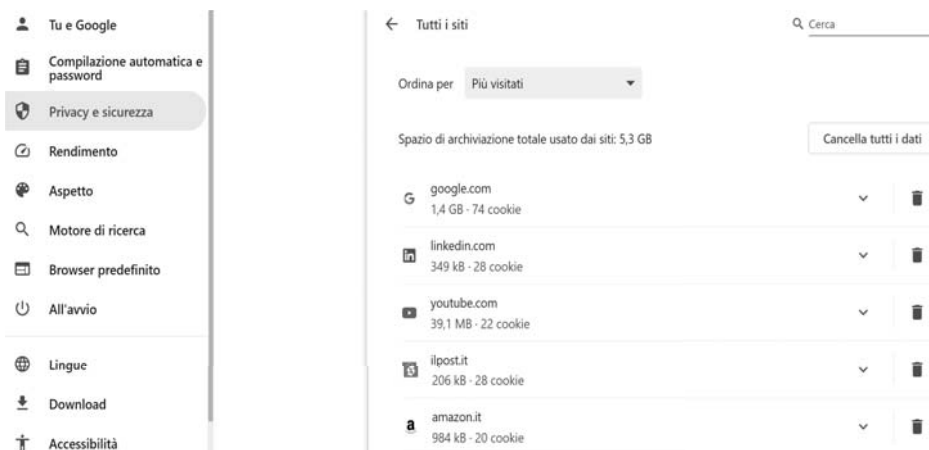 Tu e Google
Compilazione automatica e
password
Privacy e sicurezza
Rendimento
Aspetto
Motore di ricerca
Browser predefinito
All'avvio
Lingue
Download
Accessibilità
Tutti i siti
Cerca
Ordina per Più visitati
Spazio di archiviazione totale usato dai siti: 5,3 GB
Cancella tutti i dati
google.com
1,4 GB · 74 cookie
linkedin.com
349 kB · 28 cookie
youtube.com
39,1 MB · 22 cookie
ilpost.it
206 kB · 28 cookie
amazon.it
984 kB · 20 cookie